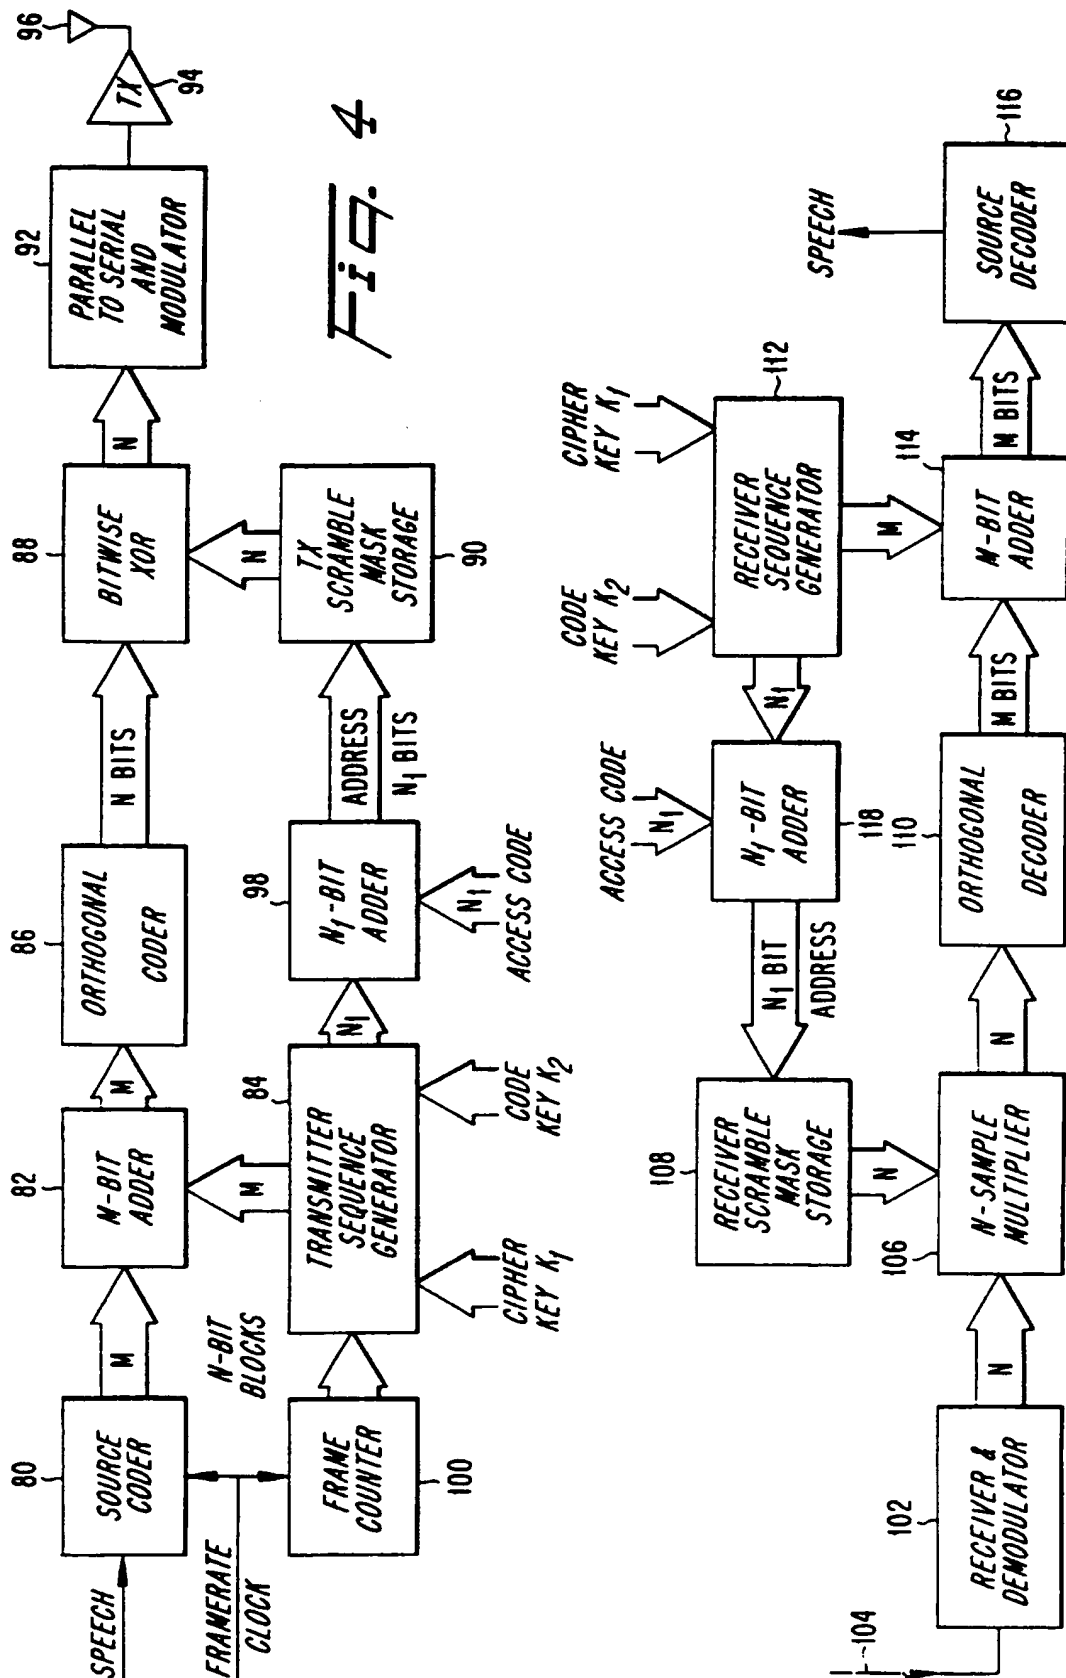 SPEECH
FRAMERATE
CLOCK
80
SOURCE
CODER
M
82
M-BIT
ADDER
M
86
ORTHOGONAL
CODER
N BITS
88
BITWISE
XOR
N
92
PARALLEL
TO SERIAL
AND
MODULATOR
TX
94
96
N-BIT
BLOCKS
FRAME
COUNTER
100
84
TRANSMITTER
SEQUENCE
GENERATOR
M
CIPHER
KEY K1
CODE
KEY K2
N1
98
N1-BIT
ADDER
N1
ACCESS CODE
ADDRESS
N1 BITS
TX
SCRAMBLE
MASK
STORAGE
90
N
Fig. 4
104
102
RECEIVER &
DEMODULATOR
N
106
N-SAMPLE
MULTIPLIER
N
108
RECEIVER
SCRAMBLE
MASK
STORAGE
N
N1 BIT
ADDRESS
ACCESS CODE
N1
N1-BIT
ADDER
118
N1
CODE
KEY K2
CIPHER
KEY K1
RECEIVER
SEQUENCE
GENERATOR
112
M
110
ORTHOGONAL
DECODER
M BITS
114
M-BIT
ADDER
M BITS
SOURCE
DECODER
116
SPEECH